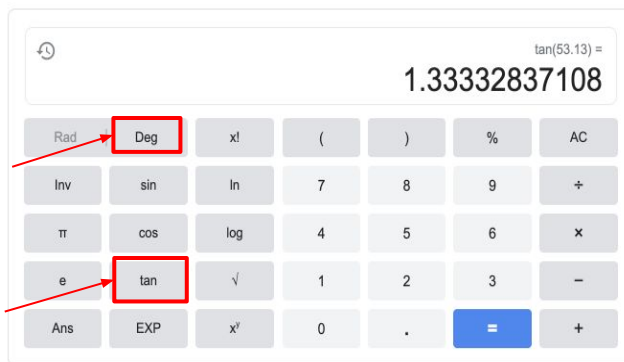 tan(53.13) =
1.33332837108
Rad | Deg x! ( ) % AC
Inv sin ln 7 8 9 ÷
π cos log 4 5 6 ×
e tan √ 1 2 3 −
Ans EXP xʸ 0 . = +